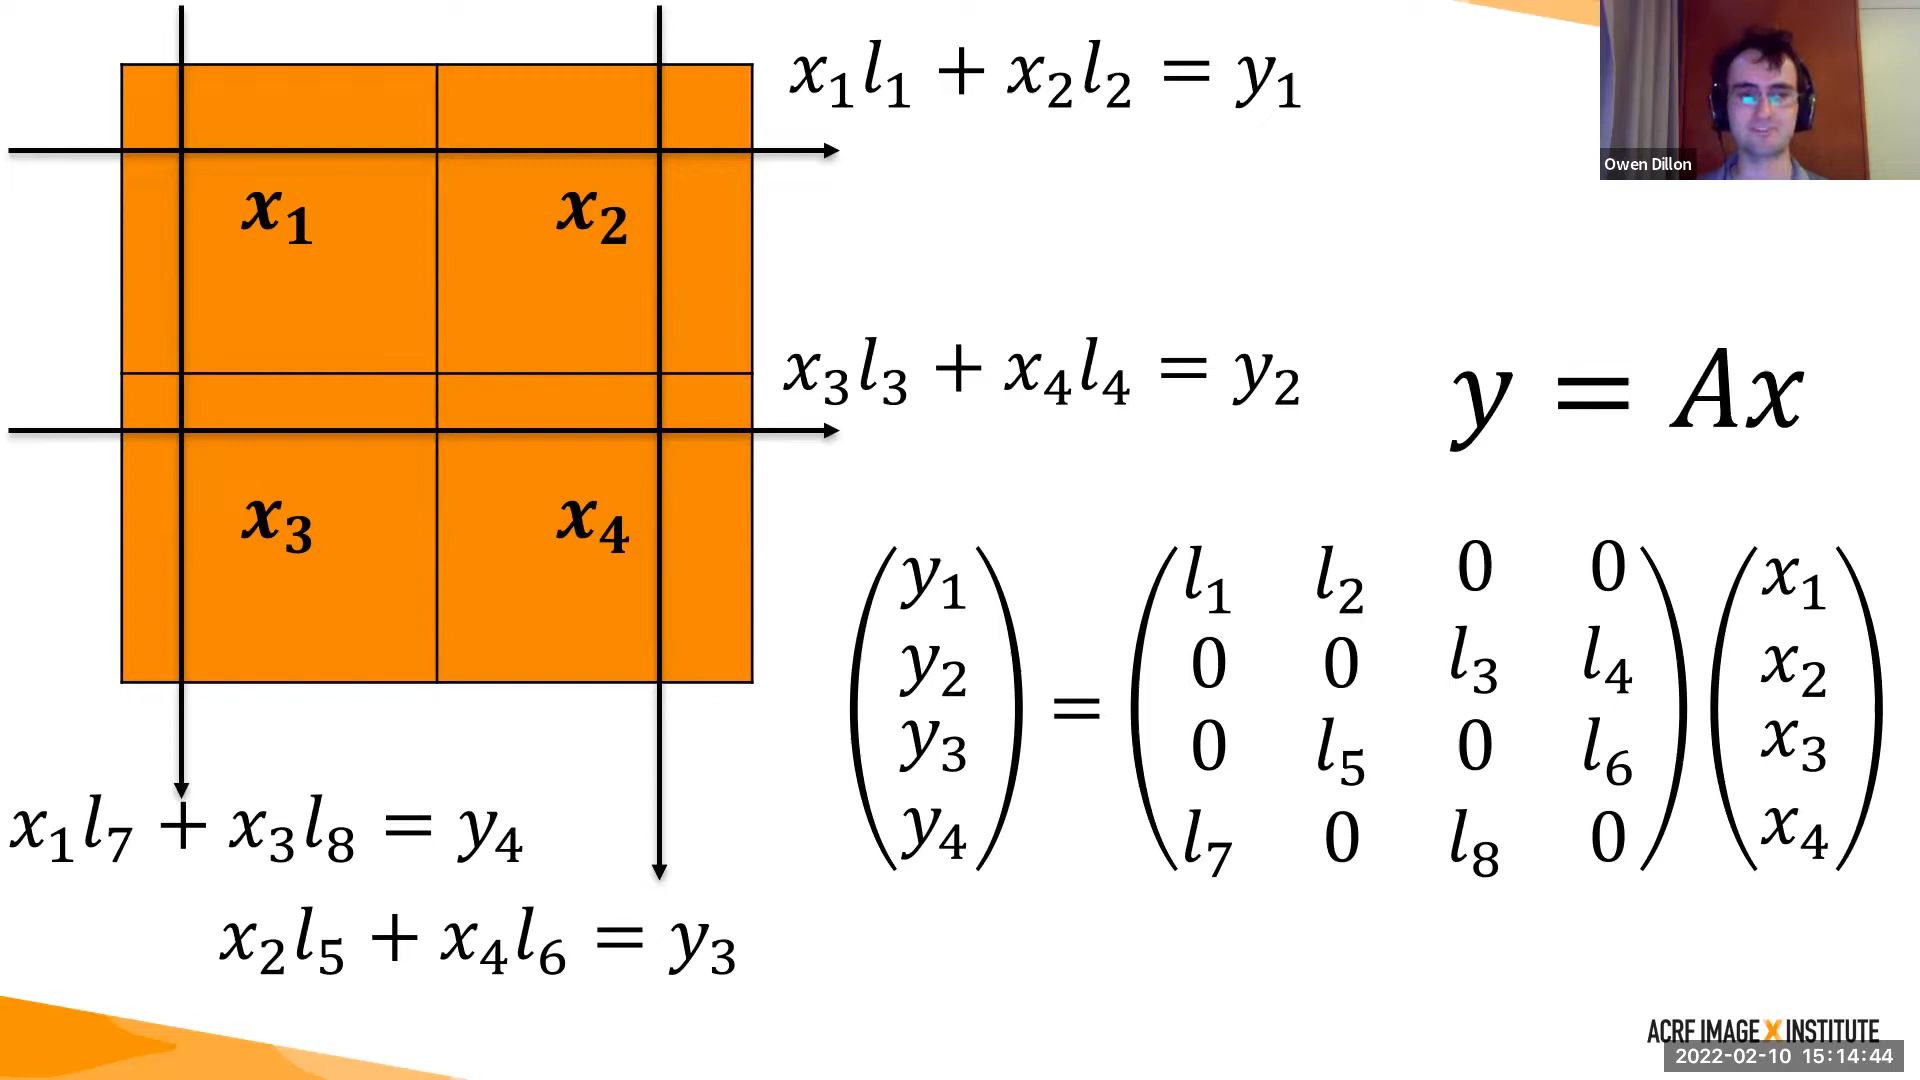 x₁l₁ + x₂l₂ = y₁
Owen Dillon
x₁ x₂
x₃l₃ + x₄l₄ = y₂
y = Ax
x₃ x₄
y₁ l₁ l₂ 0 0 x₁
y₂ 0 0 l₃ l₄ x₂
= 
y₃ 0 l₅ 0 l₆ x₃
y₄ l₇ 0 l₈ 0 x₄
x₁l₇ + x₃l₈ = y₄
x₂l₅ + x₄l₆ = y₃
ACRF IMAGE X INSTITUTE
2022-02-10 15:14:44